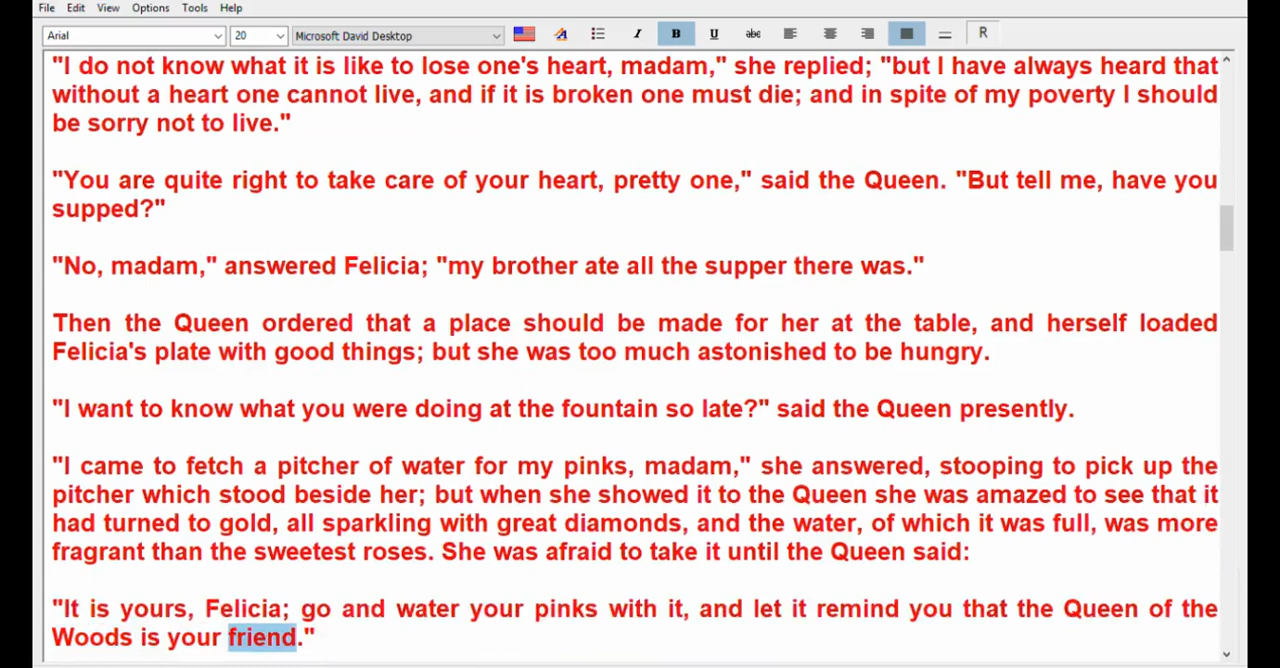 File Edit View Options Tools Help
Arial 20 Microsoft David Desktop I B U abc R
"I do not know what it is like to lose one's heart, madam," she replied; "but I have always heard that
without a heart one cannot live, and if it is broken one must die; and in spite of my poverty I should
be sorry not to live."
"You are quite right to take care of your heart, pretty one," said the Queen. "But tell me, have you
supped?"
"No, madam," answered Felicia; "my brother ate all the supper there was."
Then the Queen ordered that a place should be made for her at the table, and herself loaded
Felicia's plate with good things; but she was too much astonished to be hungry.
"I want to know what you were doing at the fountain so late?" said the Queen presently.
"I came to fetch a pitcher of water for my pinks, madam," she answered, stooping to pick up the
pitcher which stood beside her; but when she showed it to the Queen she was amazed to see that it
had turned to gold, all sparkling with great diamonds, and the water, of which it was full, was more
fragrant than the sweetest roses. She was afraid to take it until the Queen said:
"It is yours, Felicia; go and water your pinks with it, and let it remind you that the Queen of the
Woods is your friend."